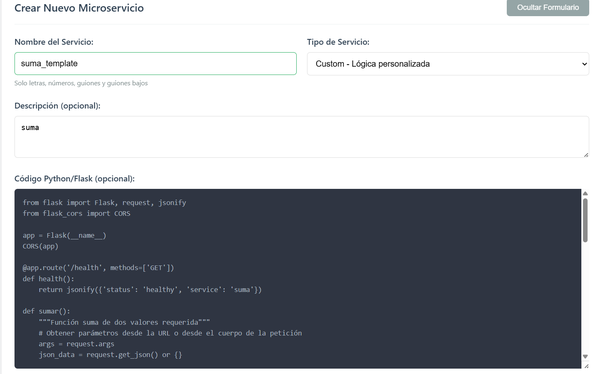 Crear Nuevo Microservicio
Ocultar Formulario
Nombre del Servicio:
Tipo de Servicio:
suma_template
Custom - Lógica personalizada
Solo letras, números, guiones y guiones bajos
Descripción (opcional):
suma
Código Python/Flask (opcional):
from flask import Flask, request, jsonify
from flask_cors import CORS
app = Flask(__name__)
CORS(app)
@app.route('/health', methods=['GET'])
def health():
    return jsonify({'status': 'healthy', 'service': 'suma'})
def sumar():
    """Función suma de dos valores requerida"""
    # Obtener parámetros desde la URL o desde el cuerpo de la petición
    args = request.args
    json_data = request.get_json() or {}